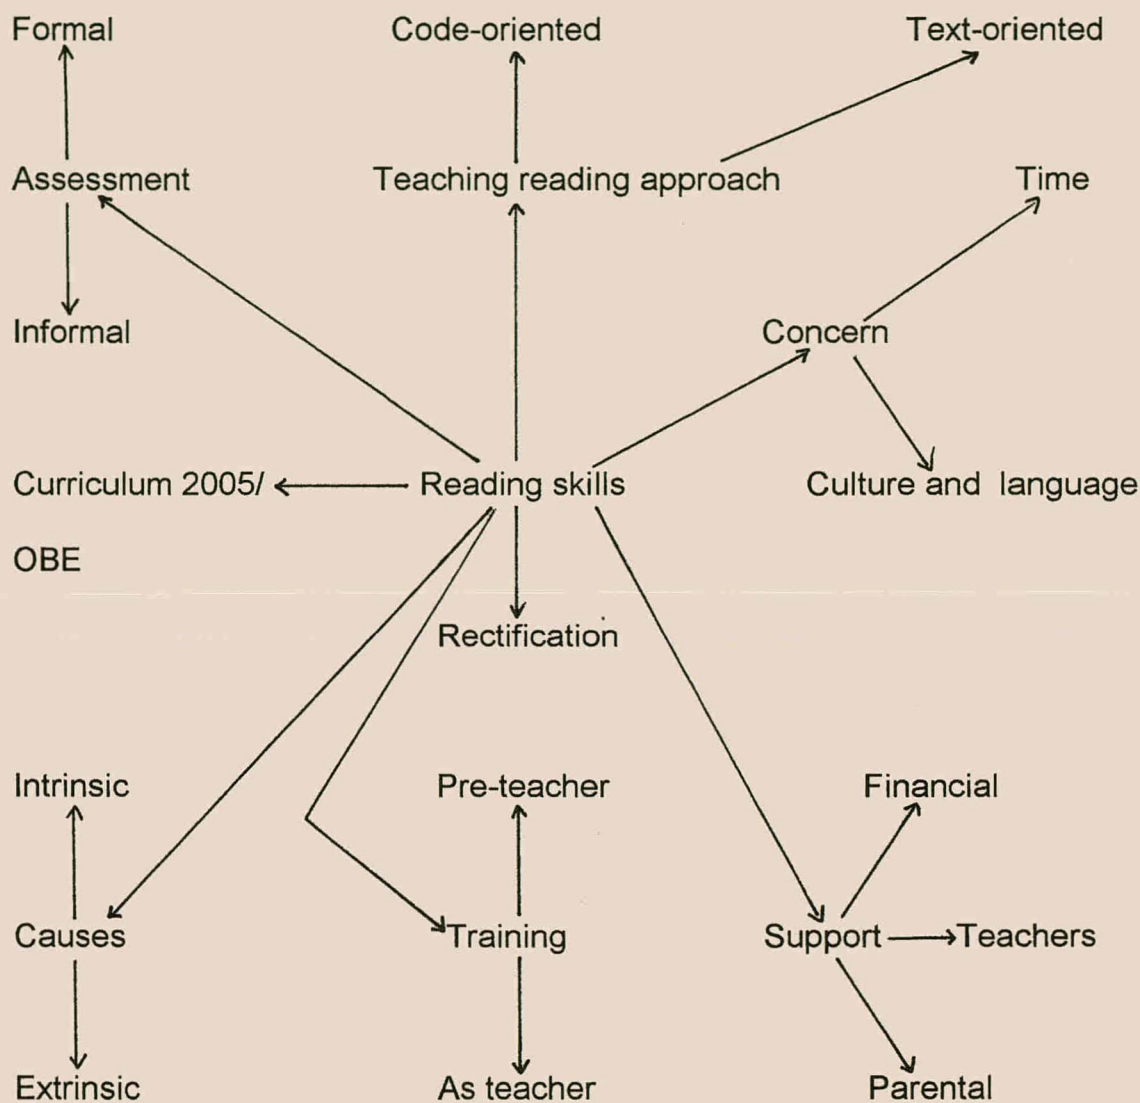 Formal Code-oriented Text-oriented
Assessment Teaching reading approach Time
Informal Concern
Curriculum 2005/ Reading skills Culture and language
OBE
Rectification
Intrinsic Pre-teacher Financial
Causes Training Support Teachers
Extrinsic As teacher Parental